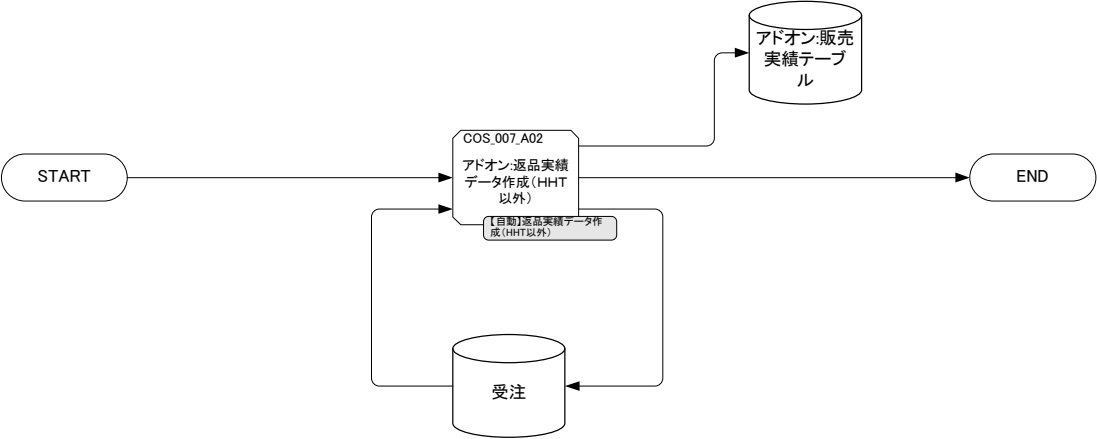 アドオン:販売
実績テーブ
ル
COS_007_A02
アドオン:返品実績
データ作成(HHT
以外)
START
END
【自動】返品実績データ作
成(HHT以外)
受注